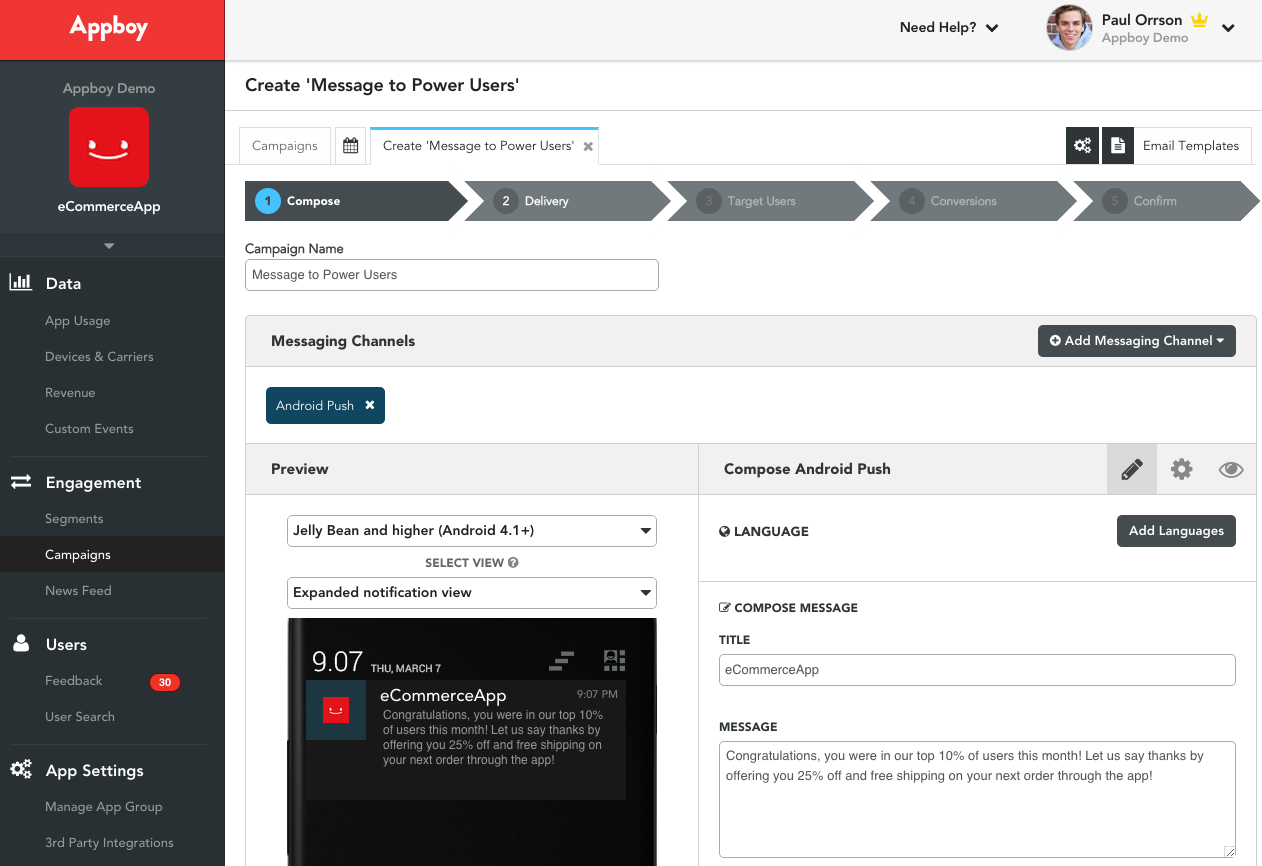 Appboy
Need Help?
Paul Orrson
Appboy Demo
Appboy Demo
eCommerceApp
Data
App Usage
Devices & Carriers
Revenue
Custom Events
Engagement
Segments
Campaigns
News Feed
Users
Feedback 30
User Search
App Settings
Manage App Group
3rd Party Integrations
Create 'Message to Power Users'
Campaigns
Create 'Message to Power Users'
Email Templates
1 Compose
2 Delivery
3 Target Users
4 Conversions
5 Confirm
Campaign Name
Message to Power Users
Messaging Channels
Add Messaging Channel
Android Push
Preview
Jelly Bean and higher (Android 4.1+)
SELECT VIEW ?
Expanded notification view
9.07 THU, MARCH 7
eCommerceApp 9:07 PM
Congratulations, you were in our top 10%
of users this month! Let us say thanks by
offering you 25% off and free shipping on
your next order through the app!
Compose Android Push
LANGUAGE
Add Languages
COMPOSE MESSAGE
TITLE
eCommerceApp
MESSAGE
Congratulations, you were in our top 10% of users this month! Let us say thanks by
offering you 25% off and free shipping on your next order through the app!